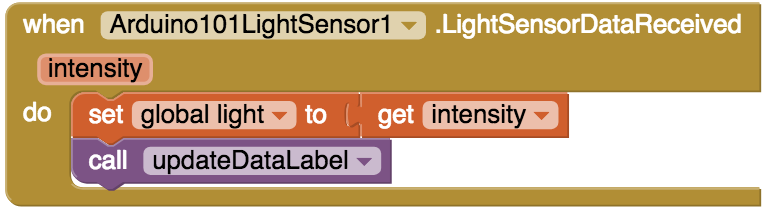 when Arduino101LightSensor1 .LightSensorDataReceived
intensity
do set global light to get intensity
call updateDataLabel